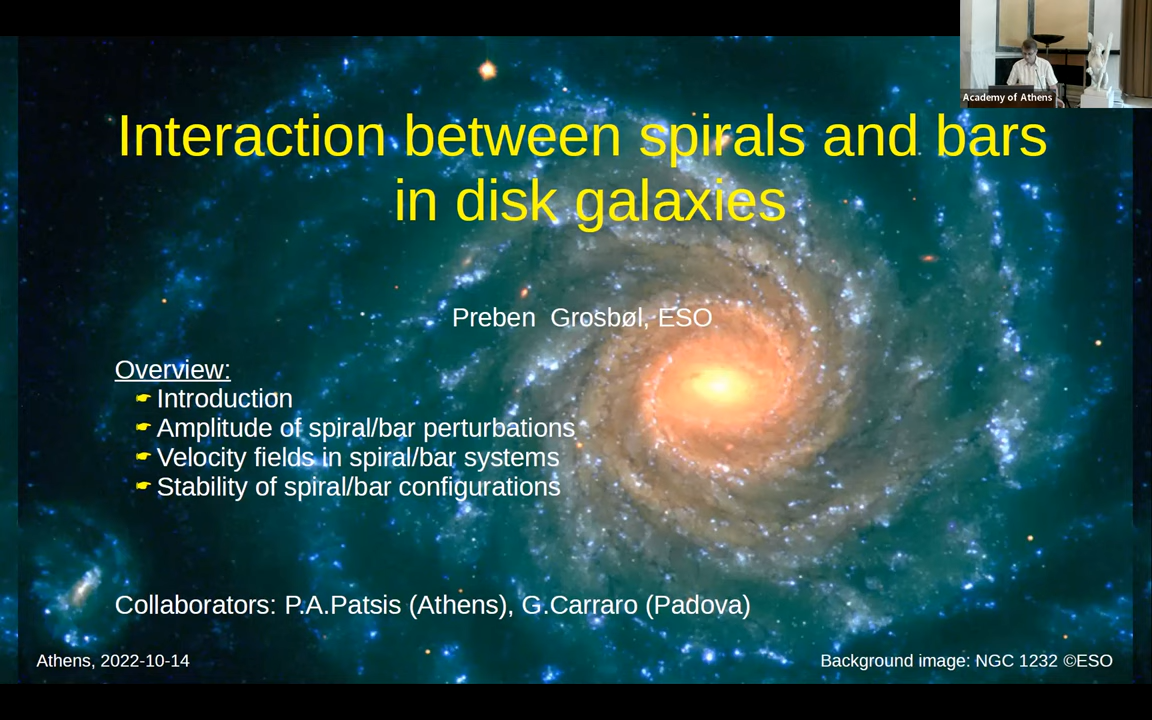 Academy of Athens
Interaction between spirals and bars
in disk galaxies
Preben Grosbøl, ESO
Overview:
Introduction
Amplitude of spiral/bar perturbations
Velocity fields in spiral/bar systems
Stability of spiral/bar configurations
Collaborators: P.A.Patsis (Athens), G.Carraro (Padova)
Athens, 2022-10-14
Background image: NGC 1232 ©ESO